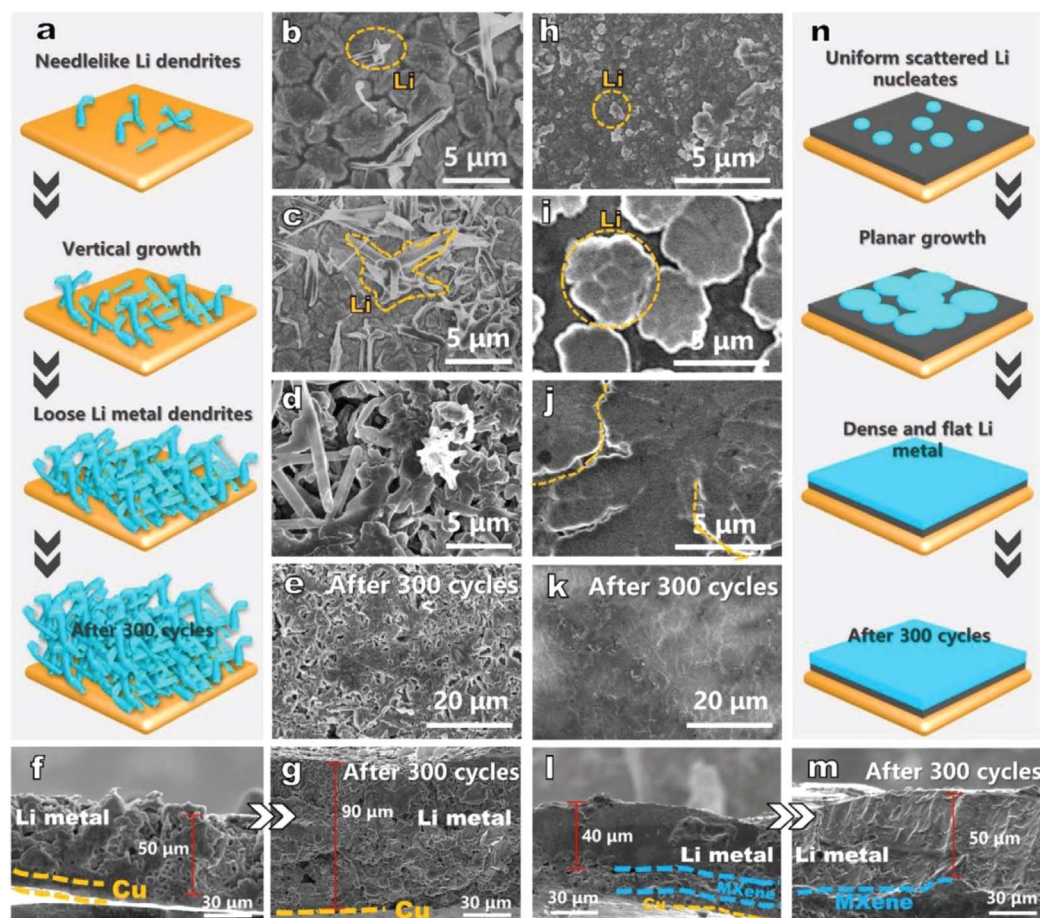 a
Needlelike Li dendrites
Vertical growth
Loose Li metal dendrites
After 300 cycles
b
Li
5 μm
c
Li
5 μm
d
5 μm
e
After 300 cycles
20 μm
h
Li
5 μm
i
Li
5 μm
j
5 μm
k
After 300 cycles
20 μm
n
Uniform scattered Li
nucleates
Planar growth
Dense and flat Li
metal
After 300 cycles
f
Li metal
50 μm
Cu
30 μm
g
After 300 cycles
90 μm
Li metal
Cu
30 μm
l
40 μm
Li metal
MXene
Cu
30 μm
m
After 300 cycles
50 μm
Li metal
MXene
30 μm